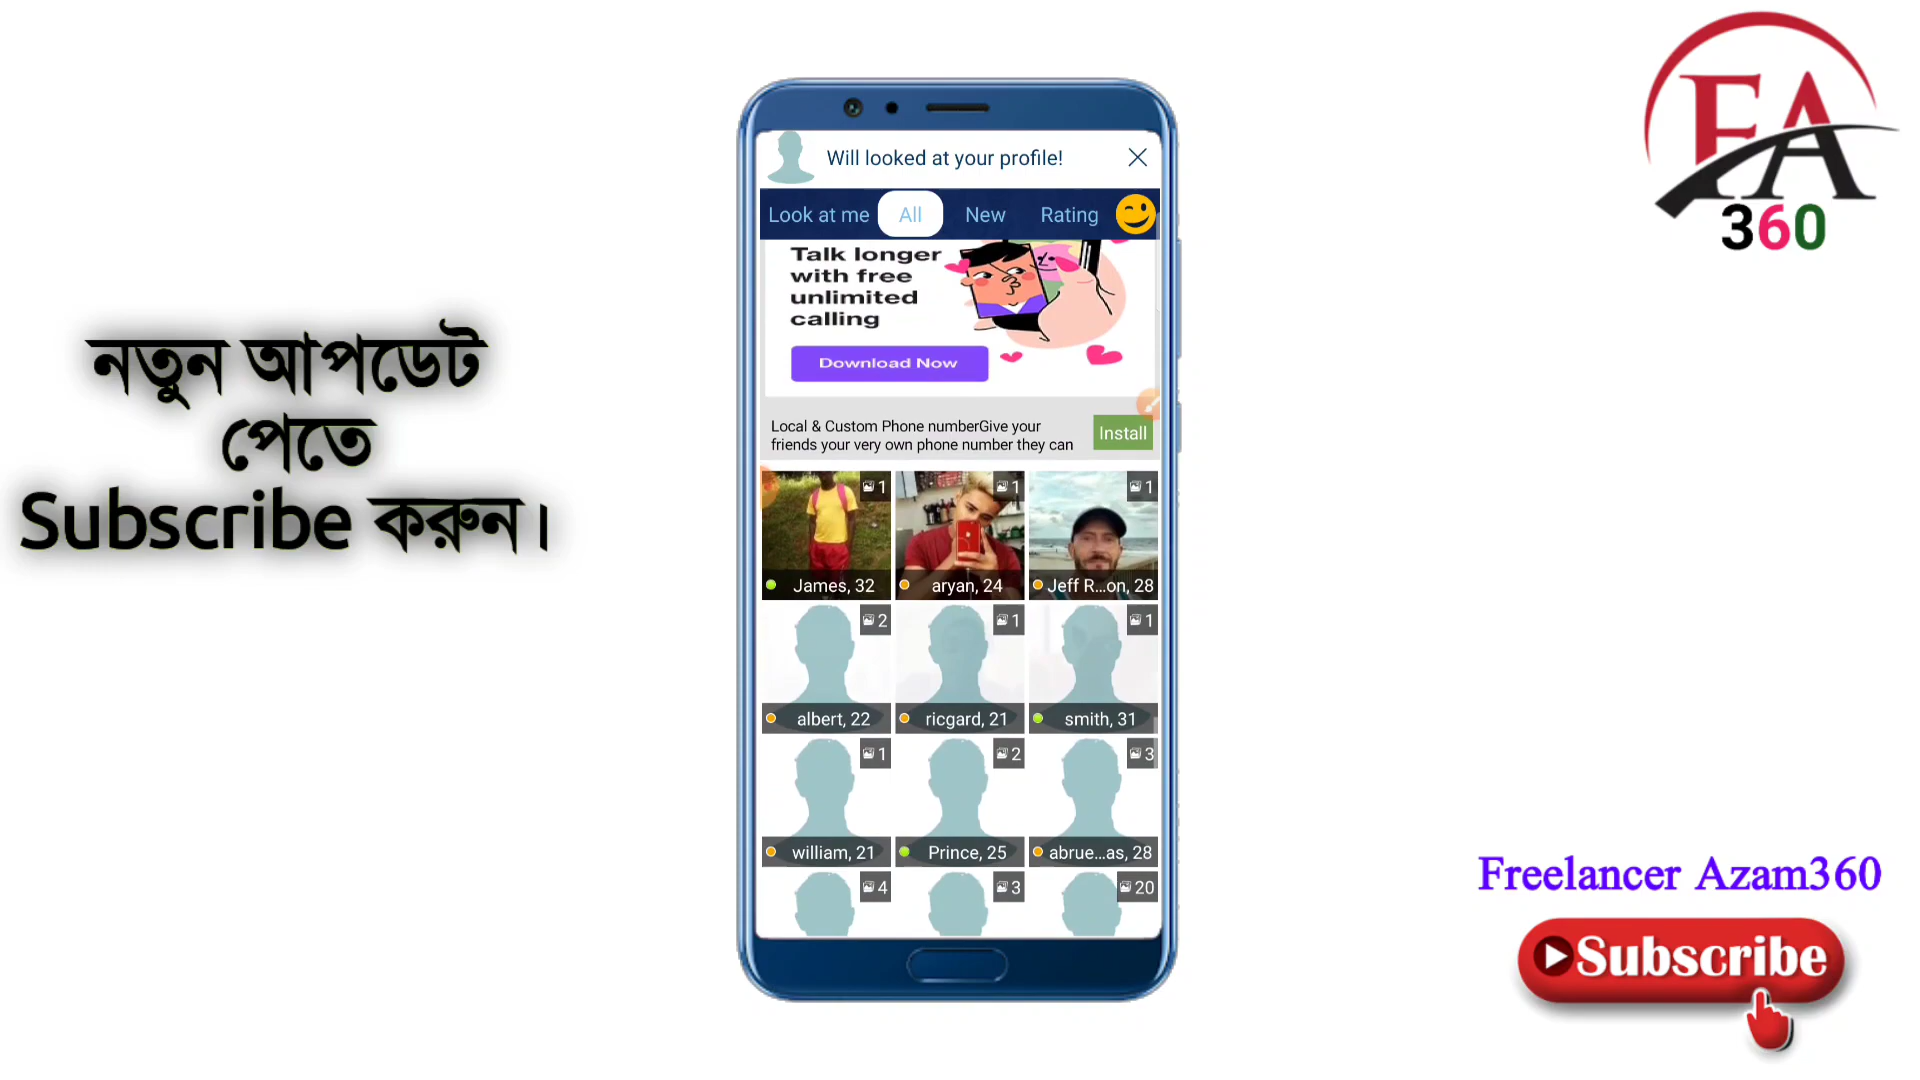 নতুন আপডেট
পেতে
Subscribe করুন।
Will looked at your profile!
Look at me
All
New
Rating
Talk longer
with free
unlimited
calling
Download Now
Local & Custom Phone numberGive your
friends your very own phone number they can
Install
1
1
1
James, 32
aryan, 24
Jeff R...on, 28
2
1
1
albert, 22
ricgard, 21
smith, 31
1
2
3
william, 21
Prince, 25
abrue...as, 28
4
3
20
FA
360
Freelancer Azam360
Subscribe